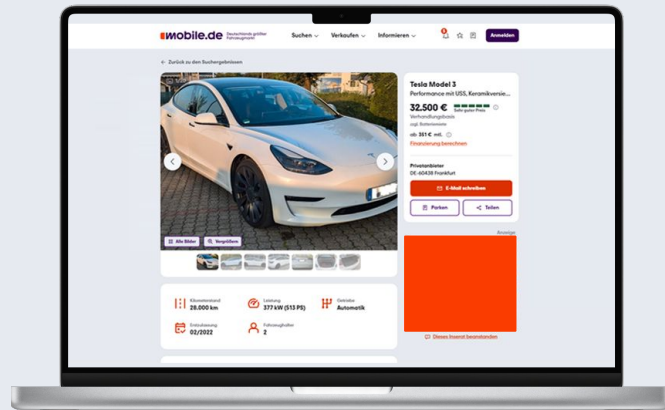 mobile.de Deutschlands größter
Fahrzeugmarkt
Suchen
Verkaufen
Informieren
Anmelden
Zurück zu den Suchergebnissen
Alle Bilder
Vergrößern
Tesla Model 3
Performance mit USS, Keramikversie...
32.500 €
Sehr guter Preis
Verhandlungsbasis
zzgl. Batteriemiete
ab 351 € mtl.
Finanzierung berechnen
Privatanbieter
DE-60438 Frankfurt
E-Mail schreiben
Parken
Teilen
Anzeige
Dieses Inserat beanstanden
Kilometerstand
28.000 km
Leistung
377 kW (513 PS)
Getriebe
Automatik
Erstzulassung
02/2022
Fahrzeughalter
2